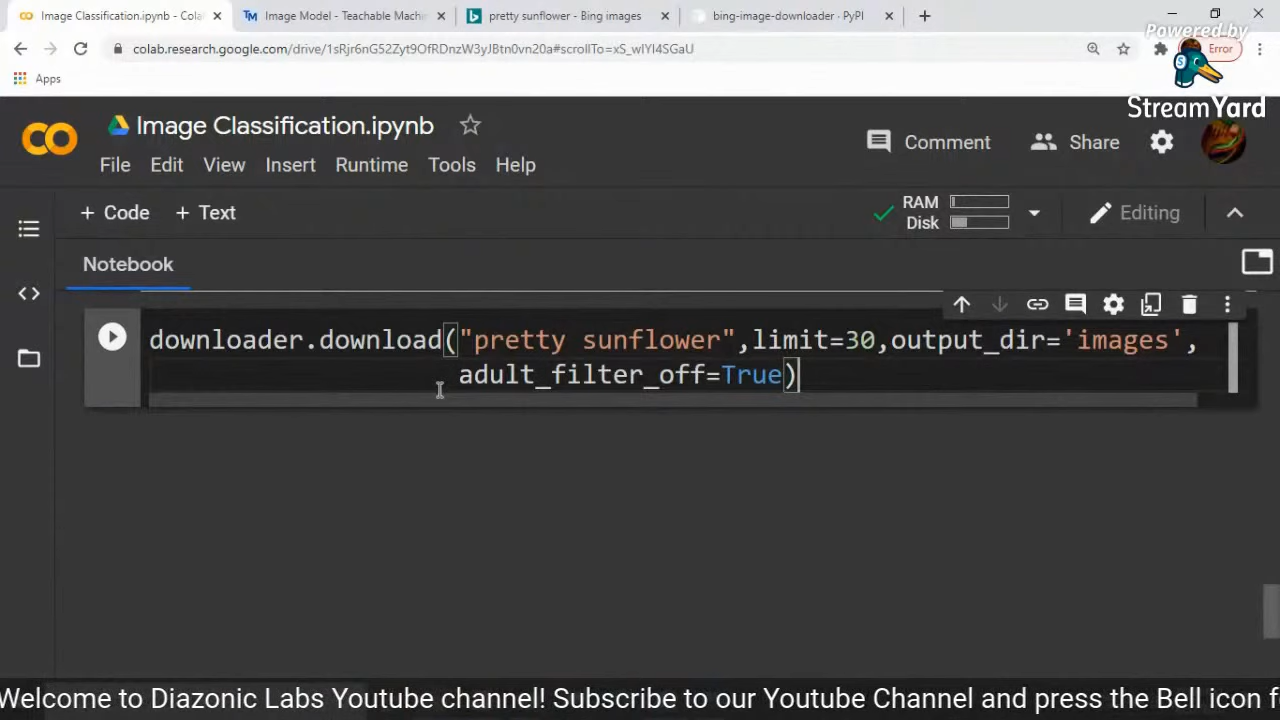 Image Classification.ipynb - Colab
Image Model - Teachable Machin
pretty sunflower - Bing images
bing-image-downloader · PyPI
colab.research.google.com/drive/1sRjr6nG52Zyt9OfRDnzW3yJBtn0vn20a#scrollTo=xS_wIYI4SGaU
Error
Apps
Powered by
StreamYard
CO
Image Classification.ipynb
File Edit View Insert Runtime Tools Help
Comment
Share
+ Code + Text
RAM
Disk
Editing
Notebook
downloader.download("pretty sunflower",limit=30,output_dir='images',
adult_filter_off=True)
Welcome to Diazonic Labs Youtube channel! Subscribe to our Youtube Channel and press the Bell icon f